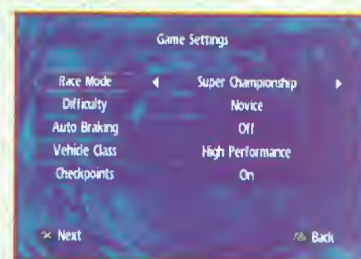 Game Settings
Race Mode Super Championship
Difficulty Novice
Auto Braking Off
Vehicle Class High Performance
Checkpoints On
Next Back